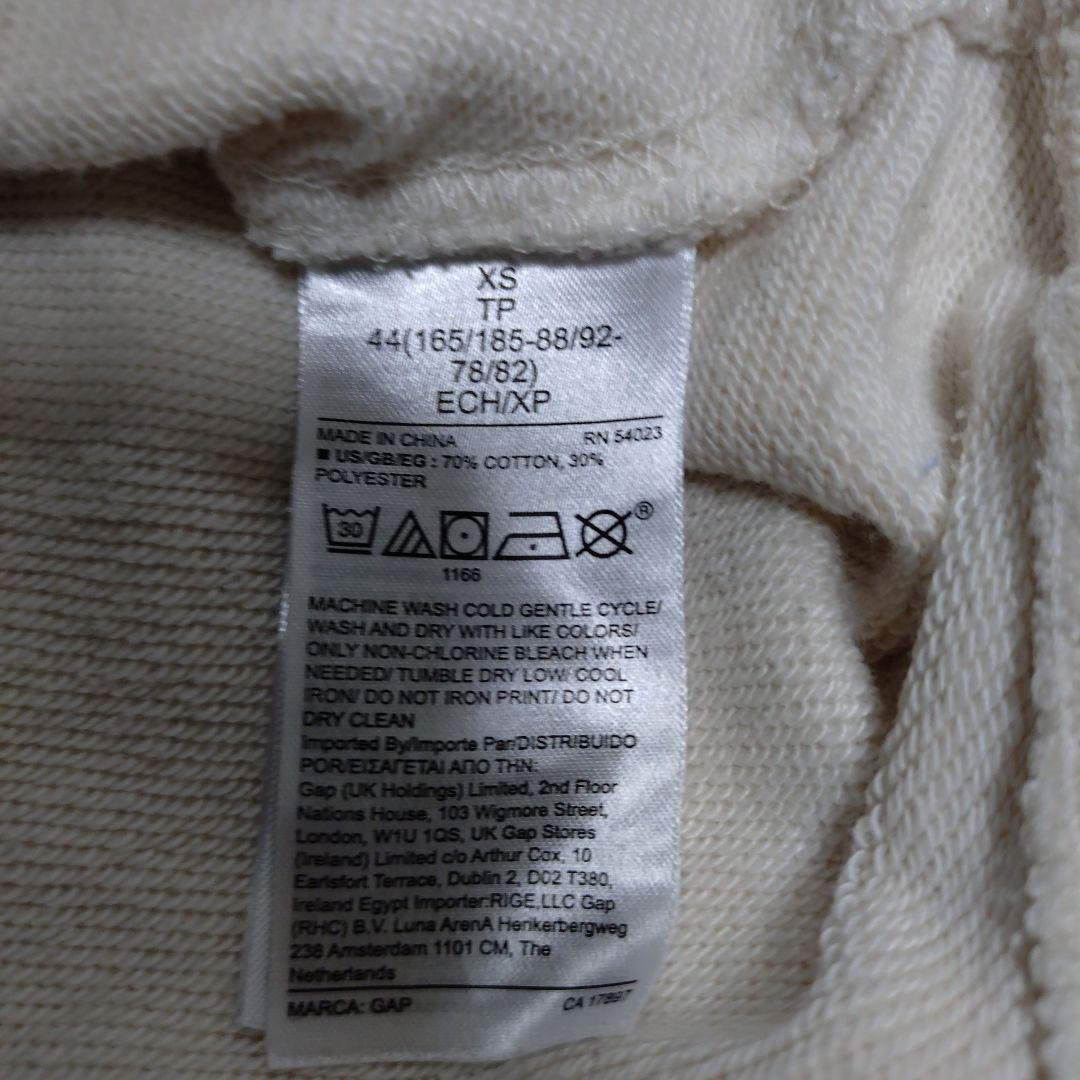 XS
TP
44(165/185-88/92-
78/82)
ECH/XP
MADE IN CHINA RN 54023
■ US/GB/EG : 70% COTTON, 30%
POLYESTER
30 ®
1166
MACHINE WASH COLD GENTLE CYCLE/
WASH AND DRY WITH LIKE COLORS/
ONLY NON-CHLORINE BLEACH WHEN
NEEDED/ TUMBLE DRY LOW/ COOL
IRON/ DO NOT IRON PRINT/ DO NOT
DRY CLEAN
Imported By/Importe Par/DISTRIBUIDO
POR/ΕΙΣΑΓΕΤΑΙ ΑΠΟ ΤΗΝ:
Gap (UK Holdings) Limited, 2nd Floor
Nations House, 103 Wigmore Street,
London, W1U 1QS, UK Gap Stores
(Ireland) Limited c/o Arthur Cox, 10
Earlsfort Terrace, Dublin 2, D02 T380,
Ireland Egypt Importer:RIGE,LLC Gap
(RHC) B.V. Luna ArenA Herikerbergweg
238 Amsterdam 1101 CM, The
Netherlands
MARCA: GAP CA 17897